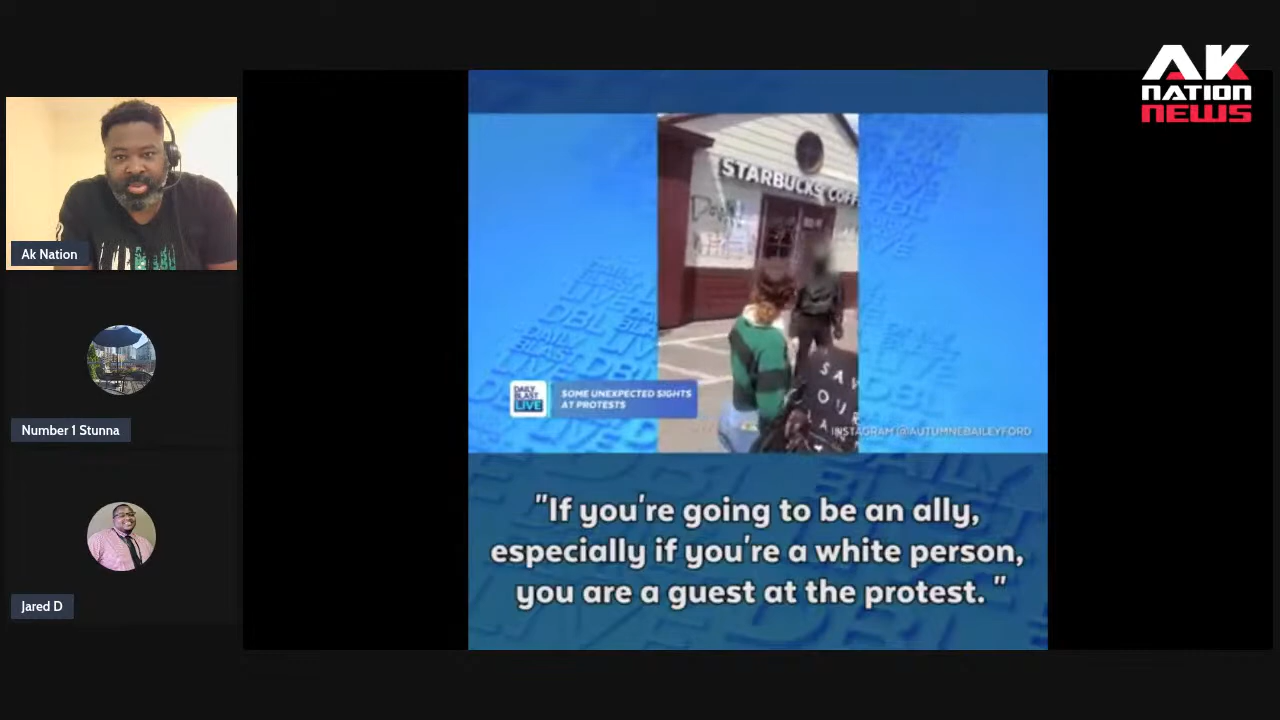 AK
NATION
NEWS
Ak Nation
Number 1 Stunna
Jared D
STARBUCKS COFF
DAILY
BLAST
LIVE
SOME UNEXPECTED SIGHTS
AT PROTESTS
SAV
OUR
INSTAGRAM @AUTUMNEBAILEYFORD
"If you're going to be an ally,
especially if you're a white person,
you are a guest at the protest. "